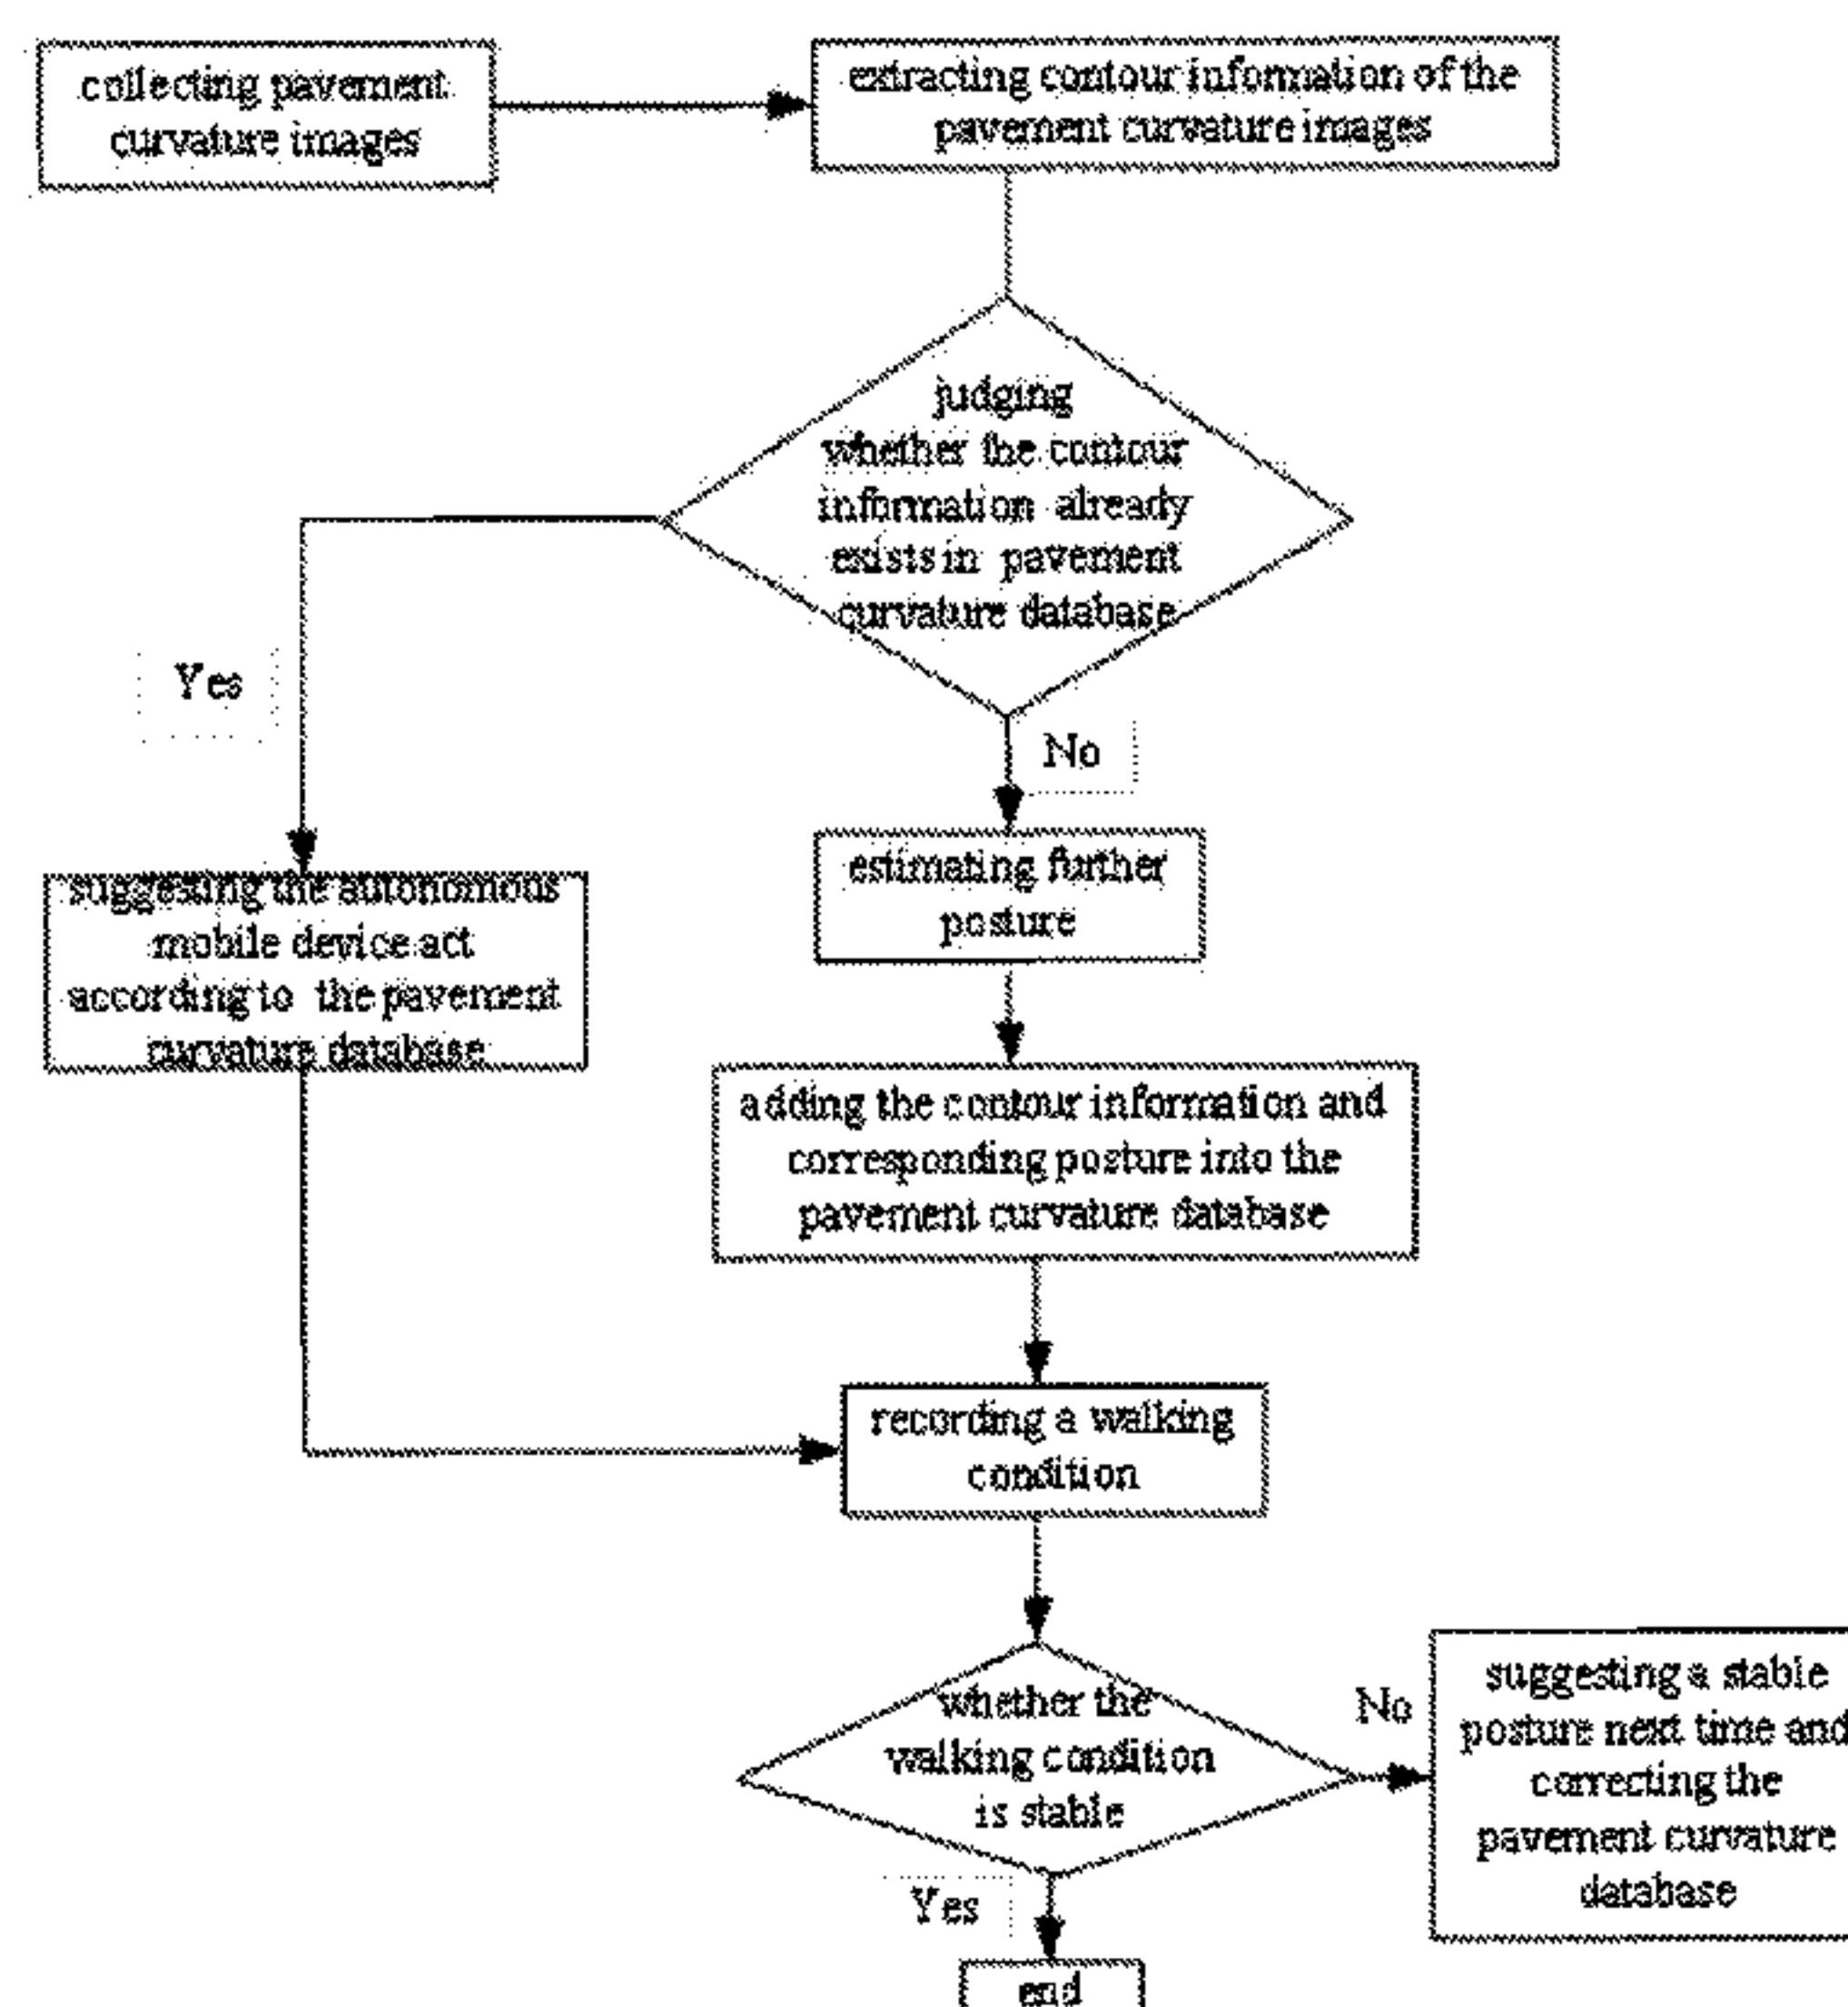 collecting pavement
curvature images
extracting contour information of the
pavement curvature images
judging
whether the contour
information already
exists in pavement
curvature database
Yes
No
estimating further
posture
suggesting the autonomous
mobile device act
according to the pavement
curvature database
adding the contour information and
corresponding posture into the
pavement curvature database
recording a walking
condition
whether the
walking condition
is stable
No
suggesting a stable
posture next time and
correcting the
pavement curvature
database
Yes
end